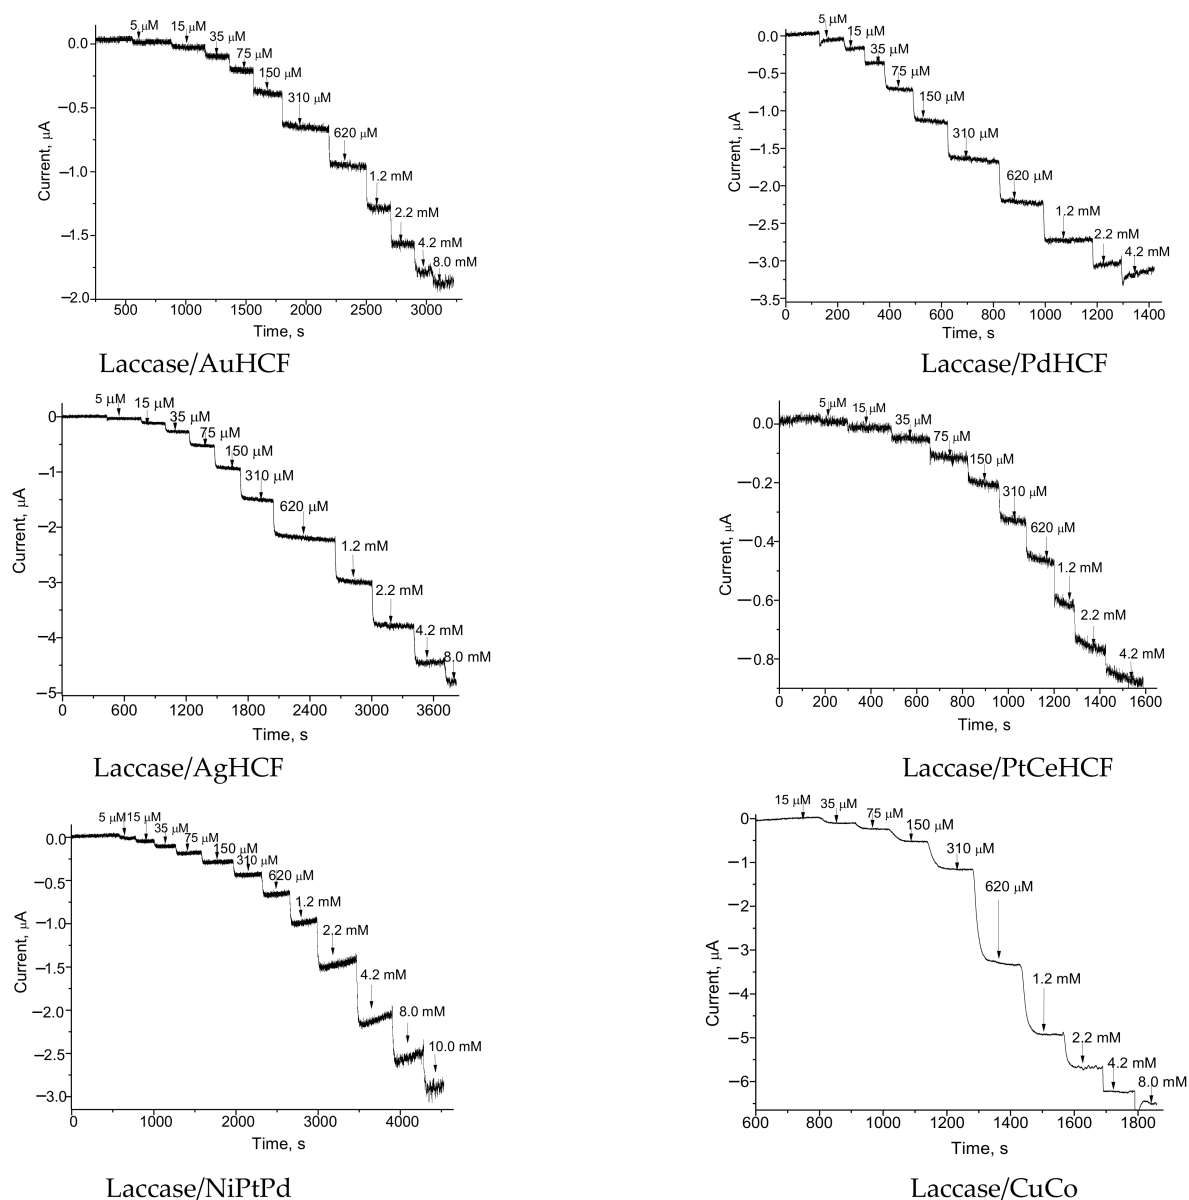 5 μM
15 μM
35 μM
75 μM
150 μM
310 μM
620 μM
1.2 mM
2.2 mM
4.2 mM
8.0 mM
0.0
−0.5
−1.0
−1.5
−2.0
Current, μA
500 1000 1500 2000 2500 3000
Time, s
Laccase/AuHCF
5 μM
15 μM
35 μM
75 μM
150 μM
310 μM
620 μM
1.2 mM
2.2 mM
4.2 mM
0.0
−0.5
−1.0
−1.5
−2.0
−2.5
−3.0
−3.5
Current, μA
0 200 400 600 800 1000 1200 1400
Time, s
Laccase/PdHCF
5 μM
15 μM
35 μM
75 μM
150 μM
310 μM
620 μM
1.2 mM
2.2 mM
4.2 mM
8.0 mM
0
−1
−2
−3
−4
−5
Current, μA
0 600 1200 1800 2400 3000 3600
Time, s
Laccase/AgHCF
5 μM
15 μM
35 μM
75 μM
150 μM
310 μM
620 μM
1.2 mM
2.2 mM
4.2 mM
0.0
−0.2
−0.4
−0.6
−0.8
Current, μA
0 200 400 600 800 1000 1200 1400 1600
Time, s
Laccase/PtCeHCF
5 μM
15 μM
35 μM
75 μM
150 μM
310 μM
620 μM
1.2 mM
2.2 mM
4.2 mM
8.0 mM
10.0 mM
0.0
−0.5
−1.0
−1.5
−2.0
−2.5
−3.0
Current, μA
0 1000 2000 3000 4000
Time, s
Laccase/NiPtPd
15 μM
35 μM
75 μM
150 μM
310 μM
620 μM
1.2 mM
2.2 mM
4.2 mM
8.0 mM
0
−1
−2
−3
−4
−5
−6
Current, μA
600 800 1000 1200 1400 1600 1800
Time, s
Laccase/CuCo